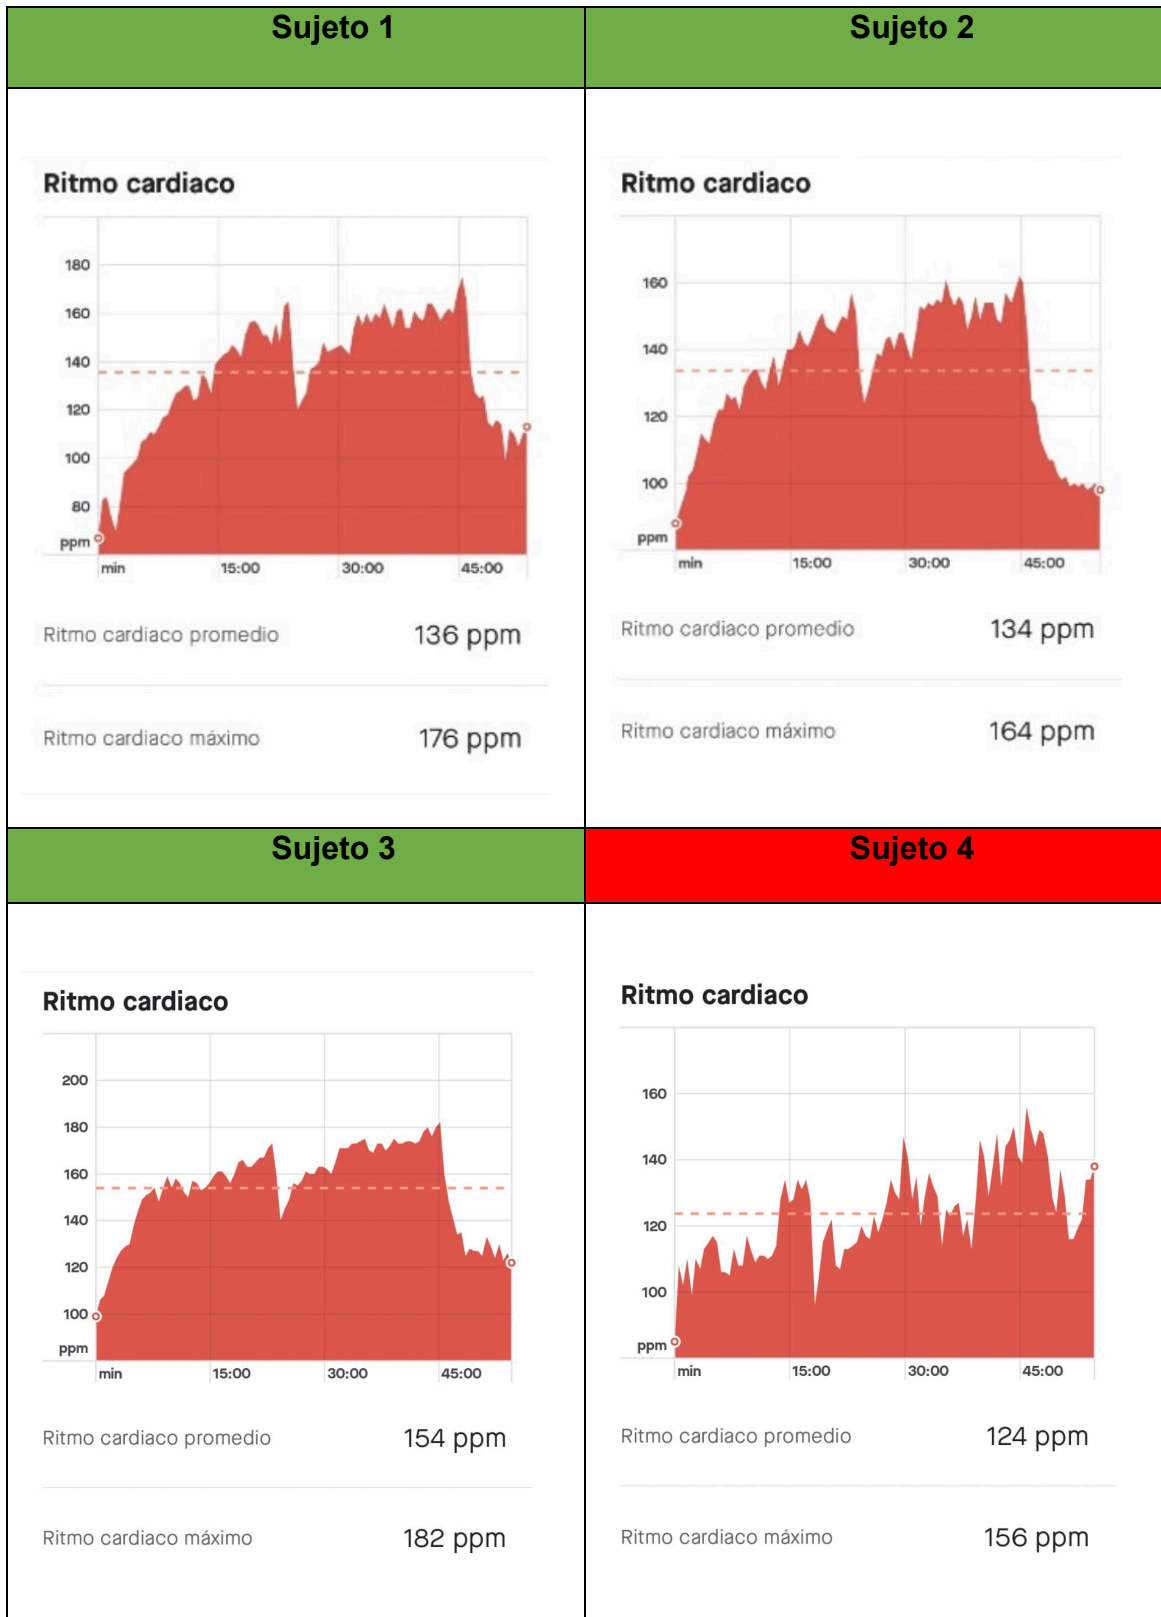 Sujeto 1
Sujeto 2
Ritmo cardiaco
180
160
140
120
100
80
ppm
min
15:00
30:00
45:00
Ritmo cardiaco promedio 136 ppm
Ritmo cardiaco máximo 176 ppm
Ritmo cardiaco
160
140
120
100
ppm
min
15:00
30:00
45:00
Ritmo cardiaco promedio 134 ppm
Ritmo cardiaco máximo 164 ppm
Sujeto 3
Sujeto 4
Ritmo cardiaco
200
180
160
140
120
100
ppm
min
15:00
30:00
45:00
Ritmo cardiaco promedio 154 ppm
Ritmo cardiaco máximo 182 ppm
Ritmo cardiaco
160
140
120
100
ppm
min
15:00
30:00
45:00
Ritmo cardiaco promedio 124 ppm
Ritmo cardiaco máximo 156 ppm